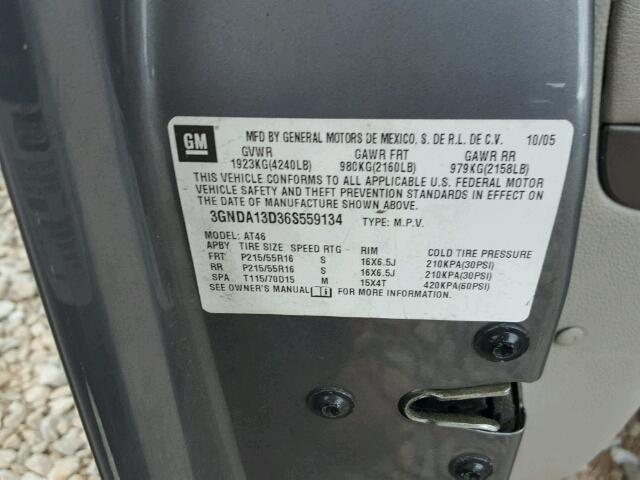 GM MFD BY GENERAL MOTORS DE MEXICO, S. DE R.L. DE C.V. 10/05
GVWR GAWR FRT GAWR RR
1923KG(4240LB) 980KG(2160LB) 979KG(2158LB)
THIS VEHICLE CONFORMS TO ALL APPLICABLE U.S. FEDERAL MOTOR
VEHICLE SAFETY AND THEFT PREVENTION STANDARDS IN EFFECT ON
THE DATE OF MANUFACTURE SHOWN ABOVE.
3GNDA13D36S559134 TYPE: M.P.V.
MODEL: AT46
APBY TIRE SIZE SPEED RTG RIM COLD TIRE PRESSURE
FRT P215/55R16 S 16X6.5J 210KPA(30PSI)
RR P215/55R16 S 16X6.5J 210KPA(30PSI)
SPA T115/70D15 M 15X4T 420KPA(60PSI)
SEE OWNER'S MANUAL FOR MORE INFORMATION.